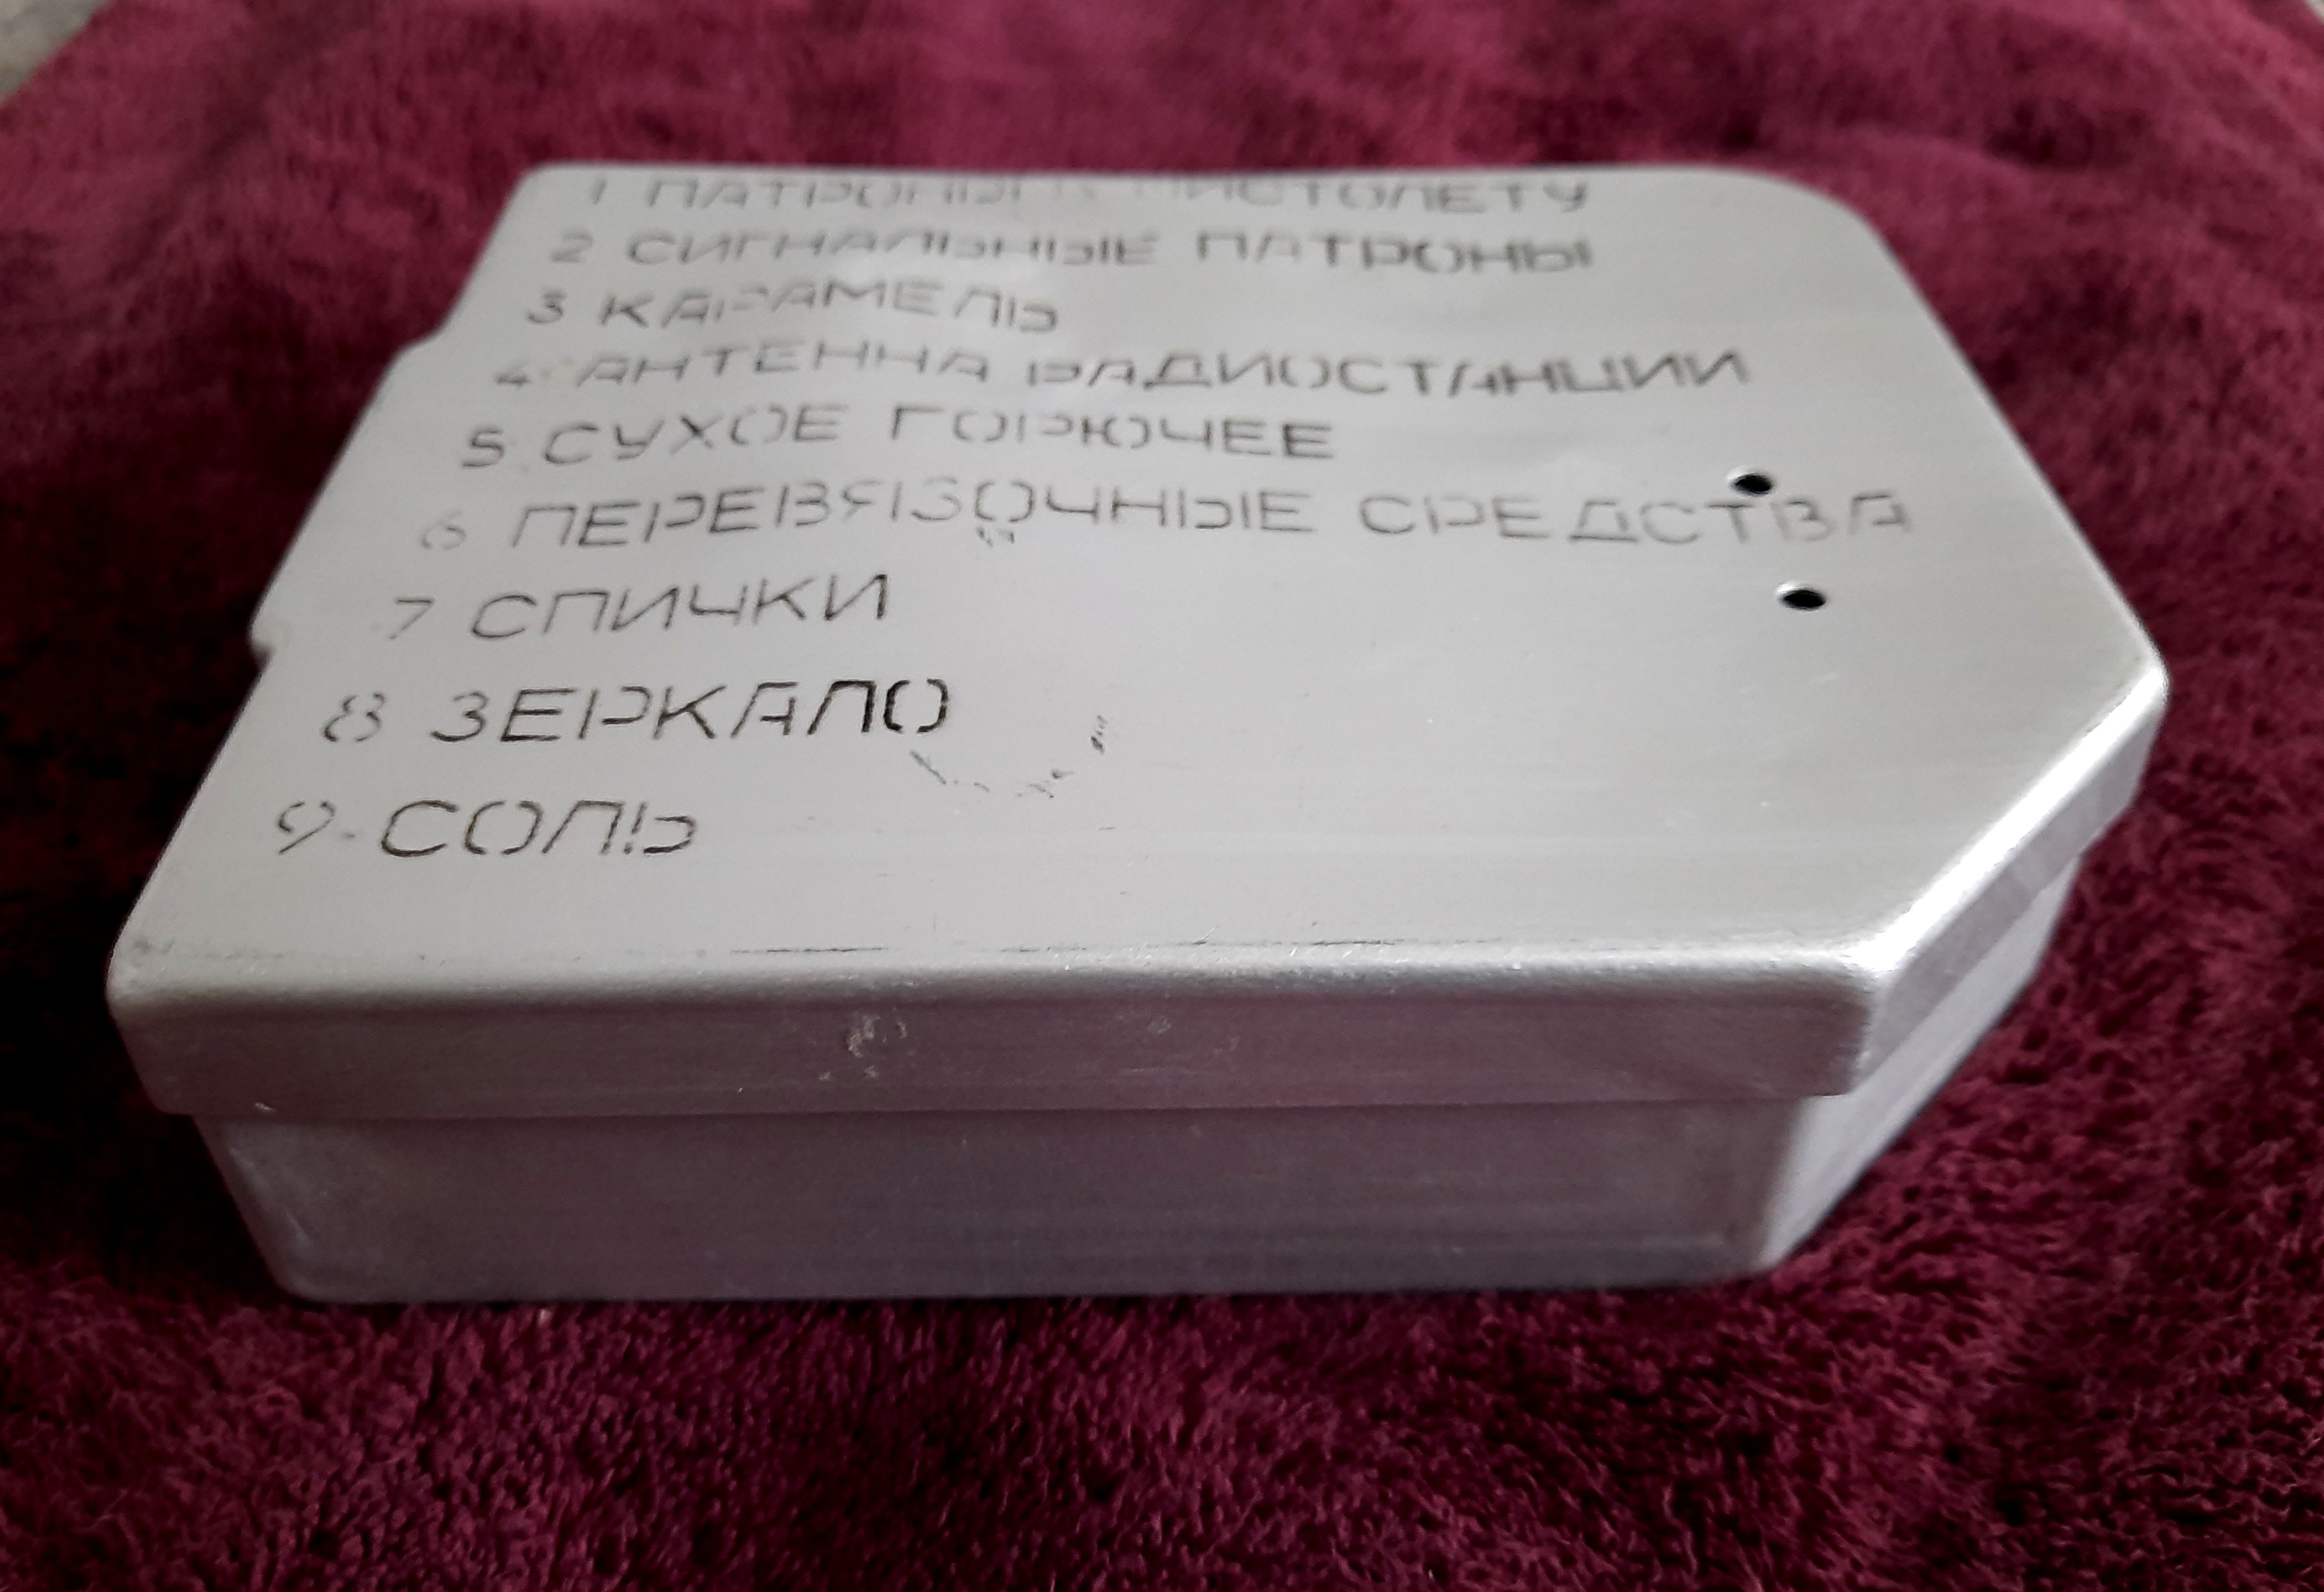 1 ПАТРОНЫ К ПИСТОЛЕТУ
2 СИГНАЛЬНЫЕ ПАТРОНЫ
3 КАРАМЕЛЬ
4 АНТЕННА РАДИОСТАНЦИИ
5 СУХОЕ ГОРЮЧЕЕ
6 ПЕРЕВЯЗОЧНЫЕ СРЕДСТВА
7 СПИЧКИ
8 ЗЕРКАЛО
9 СОЛЬ